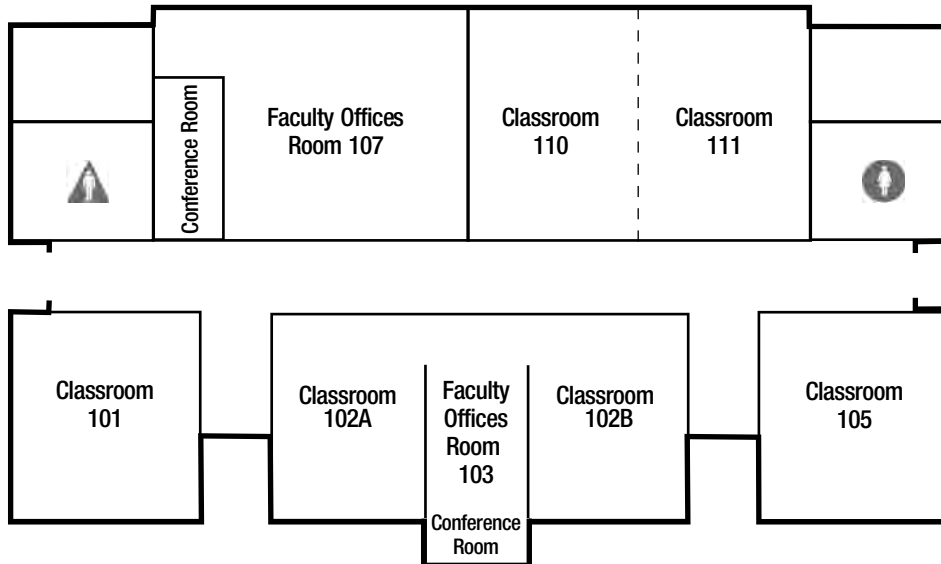 Conference Room
Faculty Offices
Room 107
Classroom
110
Classroom
111
Classroom
101
Classroom
102A
Faculty
Offices
Room
103
Classroom
102B
Classroom
105
Conference
Room